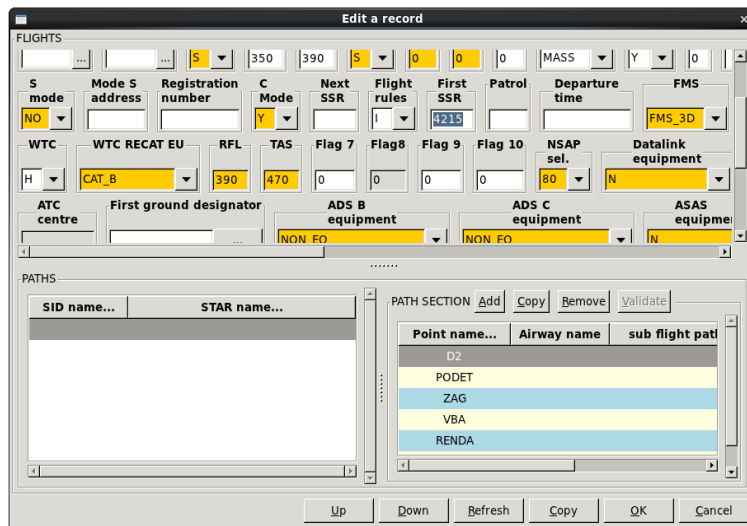 Edit a record
FLIGHTS
... ... S 350 390 S 0 0 0 MASS Y 0
S mode Mode S address Registration number C Mode Next SSR Flight rules First SSR Patrol Departure time FMS
NO Y I 4215 FMS_3D
WTC WTC RECAT EU RFL TAS Flag 7 Flag8 Flag 9 Flag 10 NSAP sel. Datalink equipment
H CAT_B 390 470 0 0 0 0 80 N
ATC centre First ground designator ADS B equipment ADS C equipment ASAS equipme
... NON_EQ NON_EQ N
PATHS
SID name... STAR name...
PATH SECTION Add Copy Remove Validate
Point name... Airway name sub flight path
D2
PODET
ZAG
VBA
RENDA
Up Down Refresh Copy OK Cancel